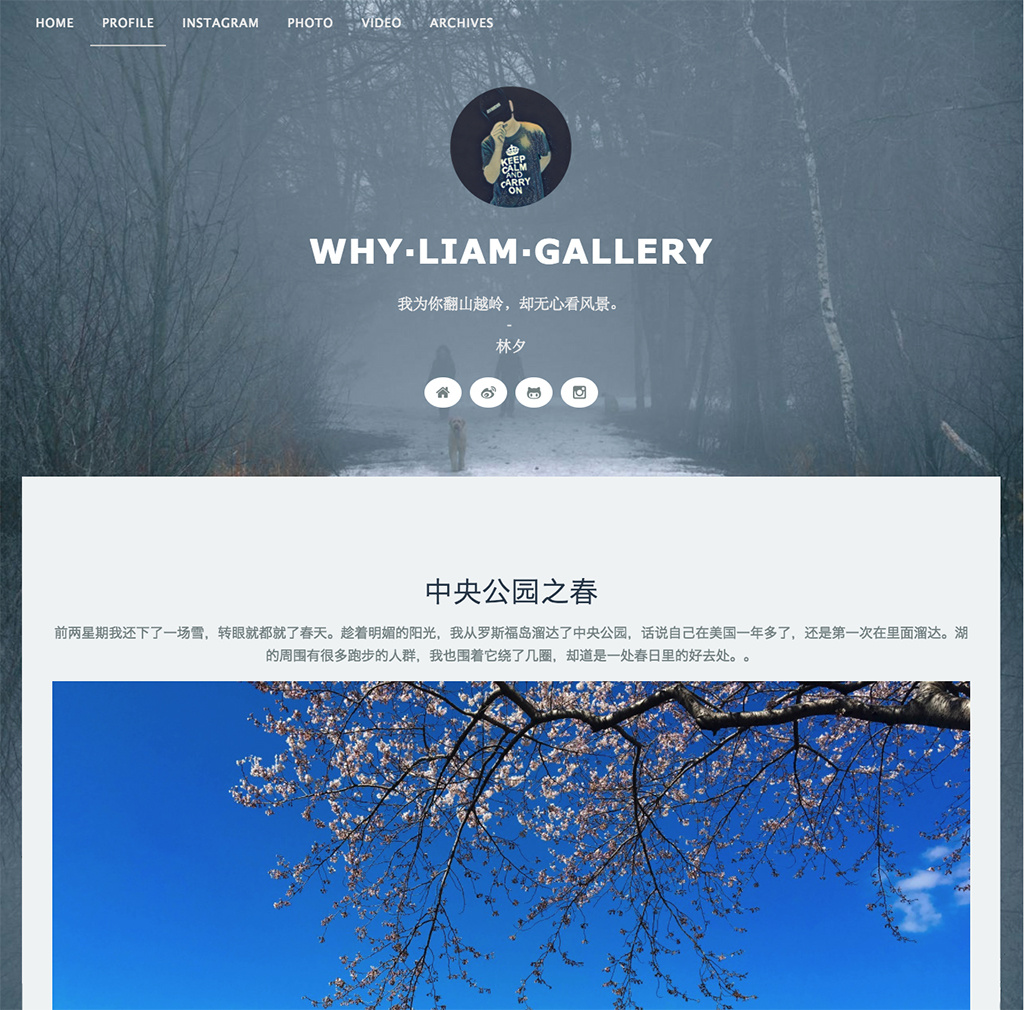 HOME PROFILE INSTAGRAM PHOTO VIDEO ARCHIVES
KEEP
CALM
AND
CARRY
ON
WHY·LIAM·GALLERY
我为你翻山越岭，却无心看风景。
-
林夕
中央公园之春
前两星期我还下了一场雪，转眼就都就了春天。趁着明媚的阳光，我从罗斯福岛溜达了中央公园，话说自己在美国一年多了，还是第一次在里面溜达。湖
的周围有很多跑步的人群，我也围着它绕了几圈，却道是一处春日里的好去处。。